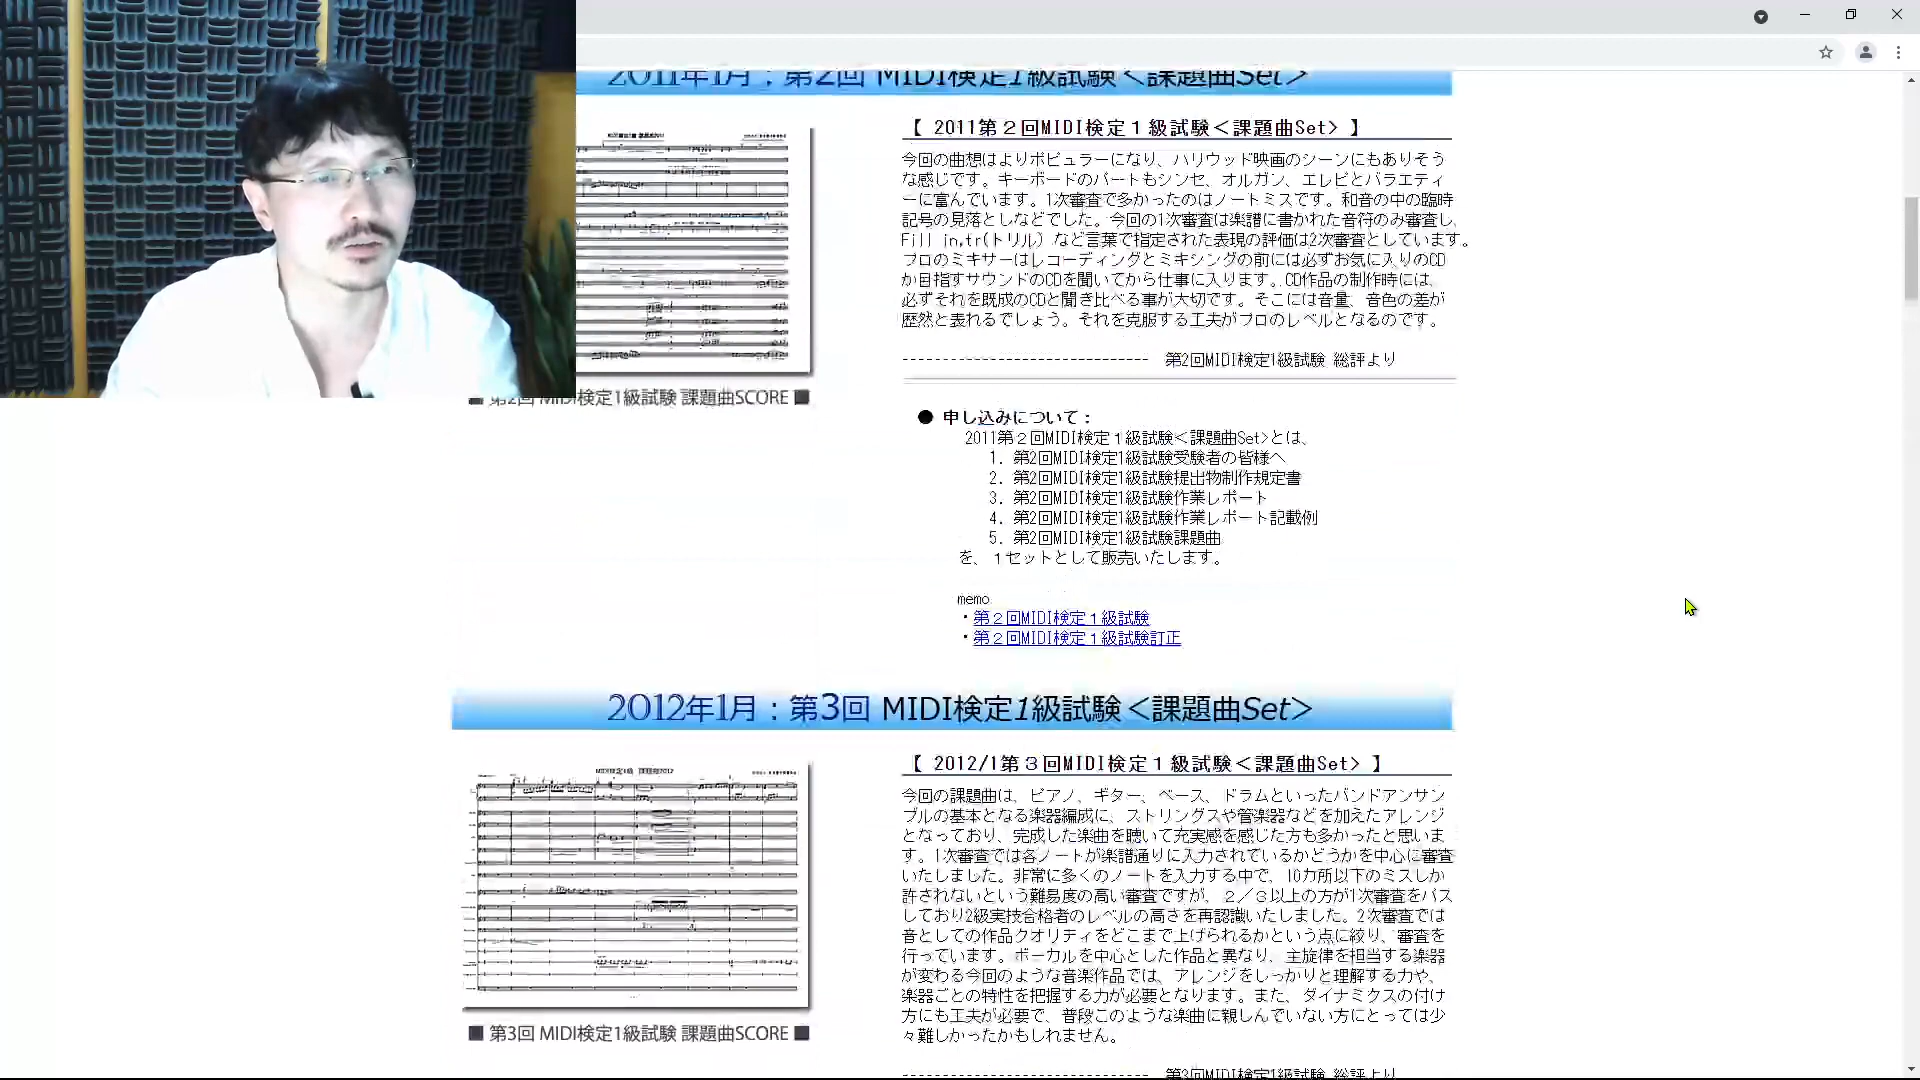 2011年1月：第2回 MIDI検定1級試験＜課題曲Set＞
【 2011第２回MIDI検定１級試験＜課題曲Set＞ 】
今回の曲想はよりポピュラーになり、ハリウッド映画のシーンにもありそう
な感じです。キーボードのパートもシンセ、オルガン、エレピとバラエティ
ーに富んでいます。1次審査で多かったのはノートミスです。和音の中の臨時
記号の見落としなどでした。今回の1次審査は楽譜に書かれた音符のみ審査し、
Fill in,tr(トリル) など言葉で指定された表現の評価は2次審査としています。
プロのミキサーはレコーディングとミキシングの前には必ずお気に入りのCD
か目指すサウンドのCDを聞いてから仕事に入ります。CD作品の制作時には、
必ずそれを既成のCDと聞き比べる事が大切です。そこには音量、音色の差が
歴然と表れるでしょう。それを克服する工夫がプロのレベルとなるのです。
------------------------------- 第2回MIDI検定1級試験 総評より
■ 第2回 MIDI検定1級試験 課題曲SCORE ■
● 申し込みについて：
2011第２回MIDI検定１級試験＜課題曲Set＞とは、
1. 第2回MIDI検定1級試験受験者の皆様へ
2. 第2回MIDI検定1級試験提出物制作規定書
3. 第2回MIDI検定1級試験作業レポート
4. 第2回MIDI検定1級試験作業レポート記載例
5. 第2回MIDI検定1級試験課題曲
を、１セットとして販売いたします。
memo
・第２回MIDI検定１級試験
・第２回MIDI検定１級試験訂正
2012年1月：第3回 MIDI検定1級試験＜課題曲Set＞
MIDI検定1級 課題曲2012
【 2012/1第３回MIDI検定１級試験＜課題曲Set＞ 】
今回の課題曲は、ピアノ、ギター、ベース、ドラムといったバンドアンサン
ブルの基本となる楽器編成に、ストリングスや管楽器などを加えたアレンジ
となっており、完成した楽曲を聴いて充実感を感じた方も多かったと思いま
す。1次審査では各ノートが楽譜通りに入力されているかどうかを中心に審査
いたしました。非常に多くのノートを入力する中で、10カ所以下のミスしか
許されないという難易度の高い審査ですが、２／３以上の方が1次審査をパス
しており2級実技合格者のレベルの高さを再認識いたしました。2次審査では
音としての作品クオリティをどこまで上げられるかという点に絞り、審査を
行っています。ボーカルを中心とした作品と異なり、主旋律を担当する楽器
が変わる今回のような音楽作品では、アレンジをしっかりと理解する力や、
楽器ごとの特性を把握する力が必要となります。また、ダイナミクスの付け
方にも工夫が必要で、普段このような楽曲に親しんでいない方にとっては少
々難しかったかもしれません。
■ 第3回 MIDI検定1級試験 課題曲SCORE ■
------------------------------- 第3回MIDI検定1級試験 総評より